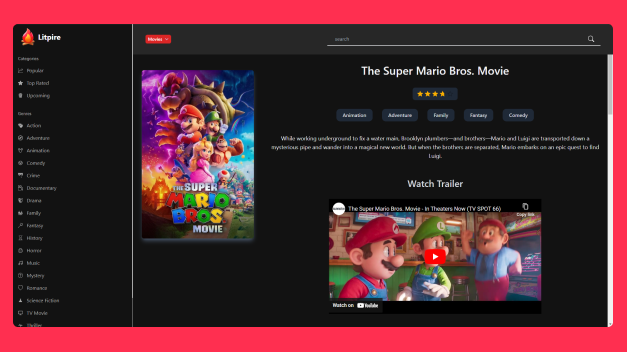 Litpire
Movies
search
Categories
Popular
Top Rated
Upcoming
Genres
Action
Adventure
Animation
Comedy
Crime
Documentary
Drama
Family
Fantasy
History
Horror
Music
Mystery
Romance
Science Fiction
TV Movie
Thriller
THE SUPER
MARIO
BROS
MOVIE
The Super Mario Bros. Movie
Animation
Adventure
Family
Fantasy
Comedy
While working underground to fix a water main, Brooklyn plumbers—and brothers—Mario and Luigi are transported down a
mysterious pipe and wander into a magical new world. But when the brothers are separated, Mario embarks on an epic quest to find
Luigi.
Watch Trailer
The Super Mario Bros. Movie - In Theaters Now (TV SPOT 66)
Copy link
Watch on YouTube